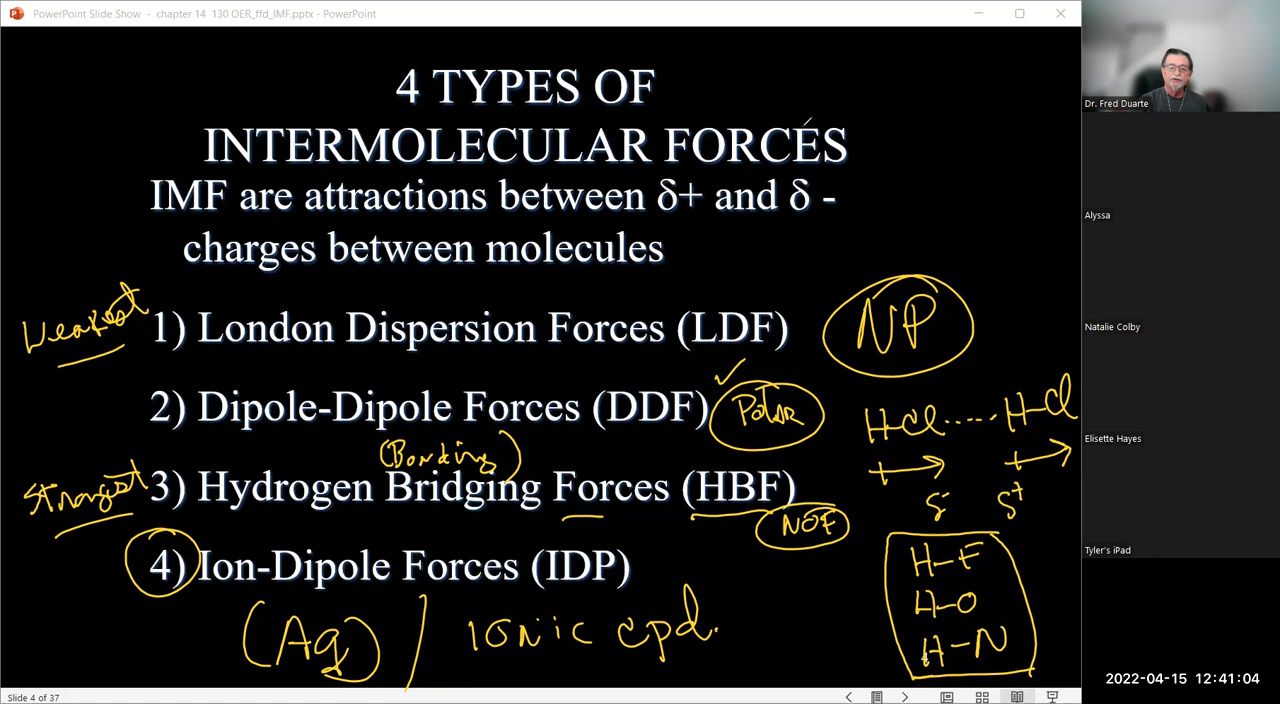 PowerPoint Slide Show - chapter 14 130 OER_ffd_IMF.pptx - PowerPoint
4 TYPES OF
INTERMOLECULAR FORCES
IMF are attractions between δ+ and δ -
charges between molecules
Weakest 1) London Dispersion Forces (LDF) NP
2) Dipole-Dipole Forces (DDF) Polar H-Cl.....H-Cl
(Bonding)
δ- δ+
Strongest 3) Hydrogen Bridging Forces (HBF)
NOF
4) Ion-Dipole Forces (IDP)
H-F
H-O
H-N
(Aq) / Ionic cpd.
Slide 4 of 37
Dr. Fred Duarte
Alyssa
Natalie Colby
Elisette Hayes
Tyler's iPad
2022-04-15 12:41:04